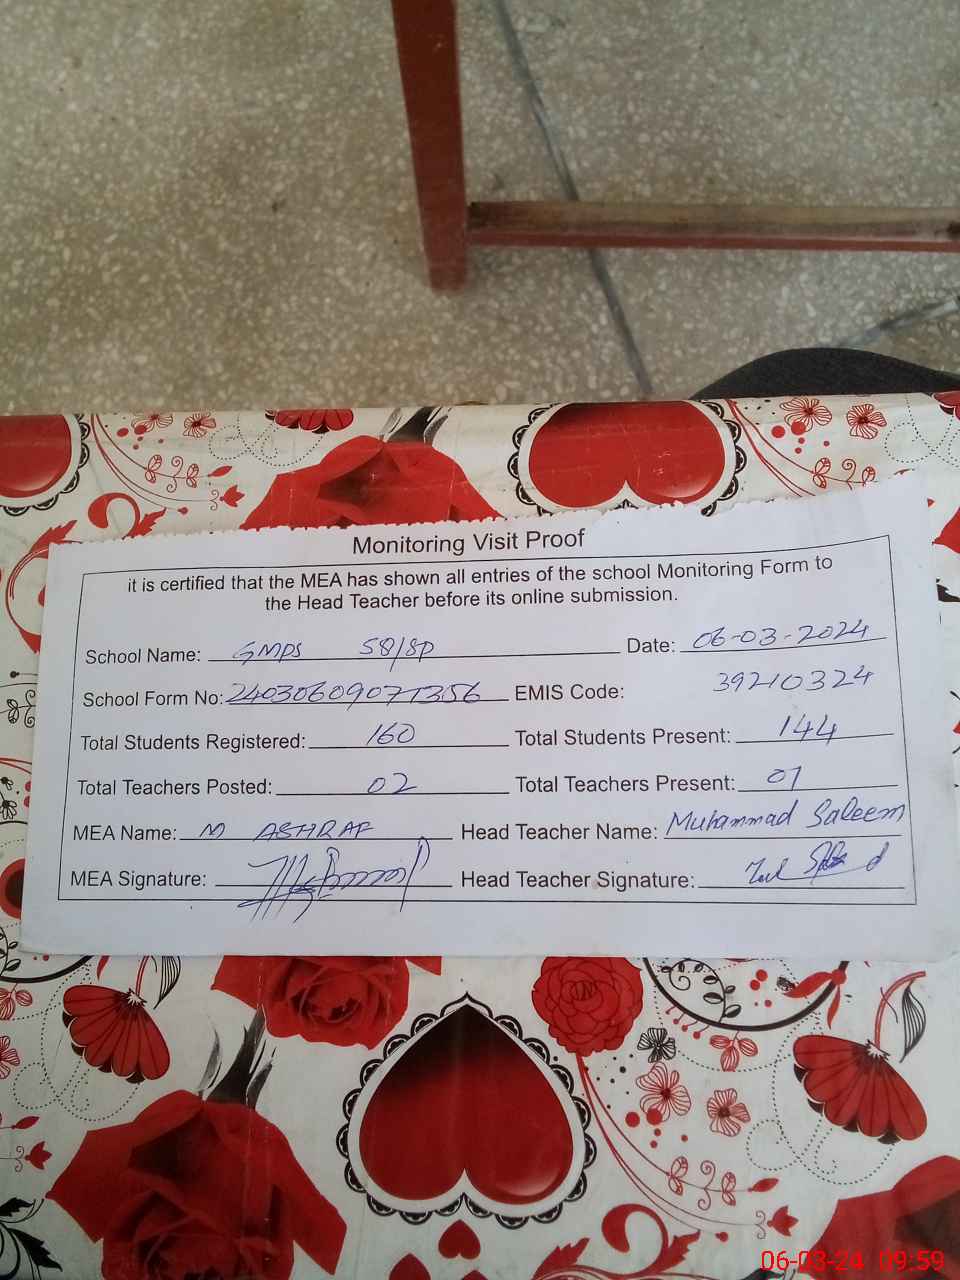 Monitoring Visit Proof
it is certified that the MEA has shown all entries of the school Monitoring Form to
the Head Teacher before its online submission.
School Name: GMPS 58/SP Date: 06-03-2024
School Form No: 24030609071356 EMIS Code: 39210324
Total Students Registered: 160 Total Students Present: 144
Total Teachers Posted: 02 Total Teachers Present: 01
MEA Name: M ASHRAF Head Teacher Name: Muhammad Saleem
MEA Signature: Head Teacher Signature:
06-03-24 09:59